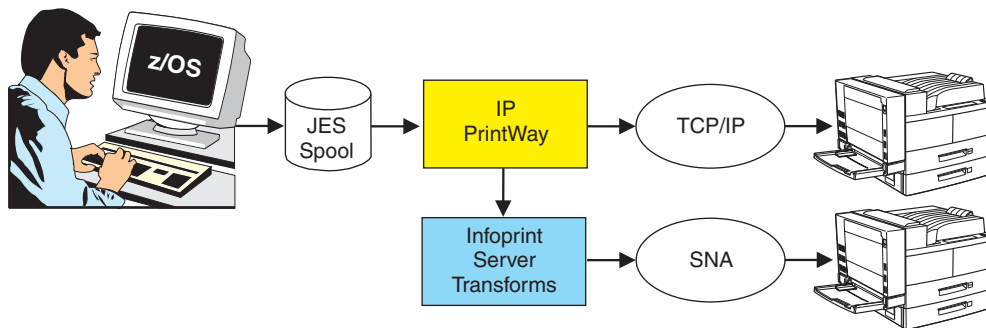 z/OS
JES
Spool
IP
PrintWay
TCP/IP
Infoprint
Server
Transforms
SNA